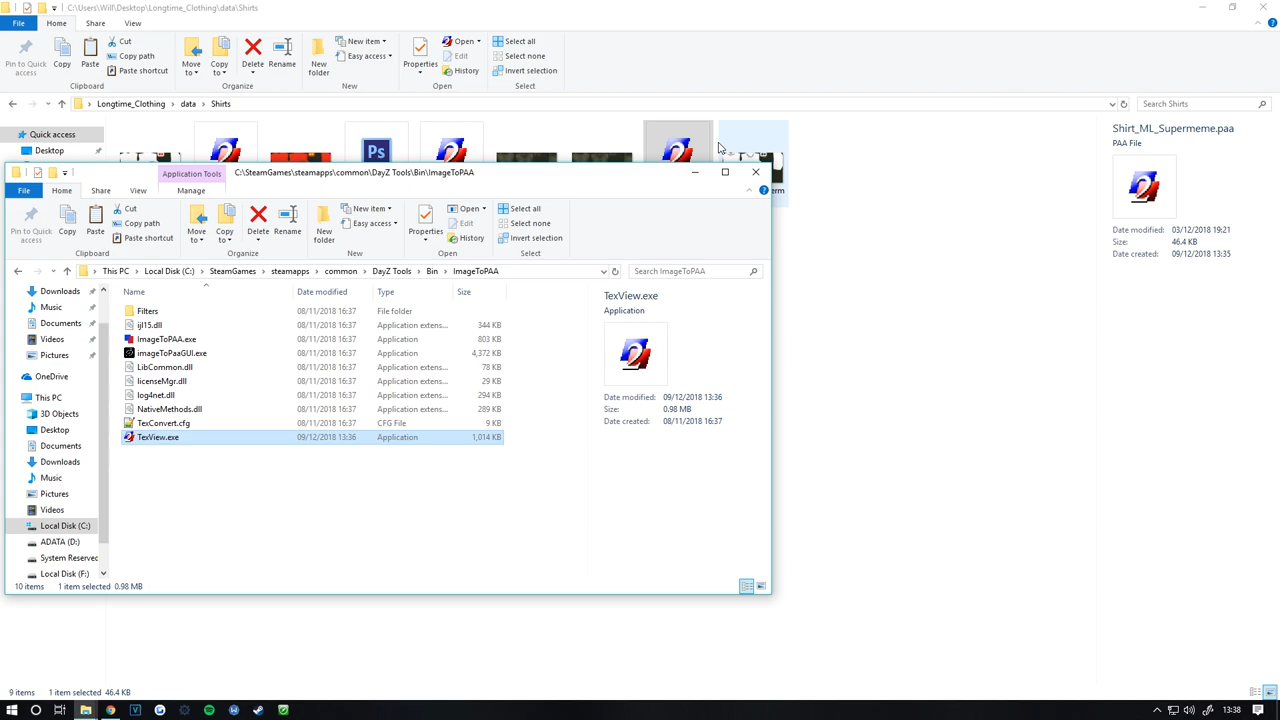 C:\Users\Will\Desktop\Longtime_Clothing\data\Shirts
File Home Share View
Pin to Quick access
Copy
Paste
Cut
Copy path
Paste shortcut
Move to
Copy to
Delete
Rename
New folder
New item
Easy access
Properties
Open
Edit
History
Select all
Select none
Invert selection
Clipboard Organize New Open Select
Longtime_Clothing data Shirts Search Shirts
Quick access
Desktop
Ps
Shirt_ML_Supermeme.paa
PAA File
Date modified: 03/12/2018 19:21
Size: 46.4 KB
Date created: 09/12/2018 13:35
Application Tools C:\SteamGames\steamapps\common\DayZ Tools\Bin\ImageToPAA
File Home Share View Manage
Pin to Quick access
Copy
Paste
Cut
Copy path
Paste shortcut
Move to
Copy to
Delete
Rename
New folder
New item
Easy access
Properties
Open
Edit
History
Select all
Select none
Invert selection
Clipboard Organize New Open Select
This PC Local Disk (C:) SteamGames steamapps common DayZ Tools Bin ImageToPAA Search ImageToPAA
Name Date modified Type Size
Filters 08/11/2018 16:37 File folder
ijl15.dll 08/11/2018 16:37 Application extens... 344 KB
ImageToPAA.exe 08/11/2018 16:37 Application 803 KB
imageToPaaGUI.exe 08/11/2018 16:37 Application 4,372 KB
LibCommon.dll 08/11/2018 16:37 Application extens... 78 KB
licenseMgr.dll 08/11/2018 16:37 Application extens... 29 KB
log4net.dll 08/11/2018 16:37 Application extens... 294 KB
NativeMethods.dll 08/11/2018 16:37 Application extens... 289 KB
TexConvert.cfg 08/11/2018 16:37 CFG File 9 KB
TexView.exe 09/12/2018 13:36 Application 1,014 KB
Downloads
Music
Documents
Videos
Pictures
OneDrive
This PC
3D Objects
Desktop
Documents
Downloads
Music
Pictures
Videos
Local Disk (C:)
ADATA (D:)
System Reserved
Local Disk (F:)
TexView.exe
Application
Date modified: 09/12/2018 13:36
Size: 0.98 MB
Date created: 08/11/2018 16:37
10 items 1 item selected 0.98 MB
9 items 1 item selected 46.4 KB
13:38